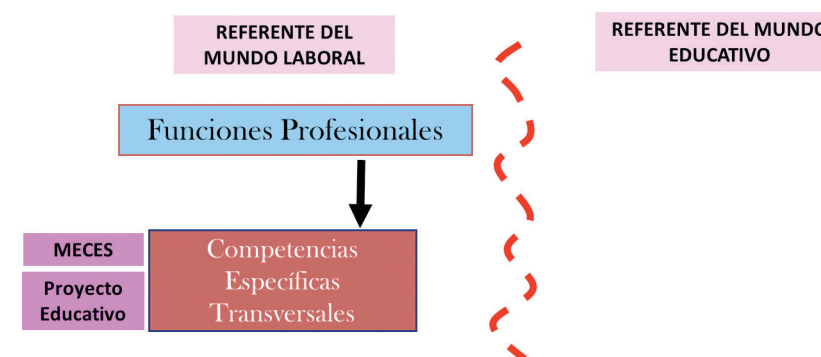 REFERENTE DEL
MUNDO LABORAL
REFERENTE DEL MUNDO
EDUCATIVO
Funciones Profesionales
MECES
Proyecto
Educativo
Competencias
Específicas
Transversales